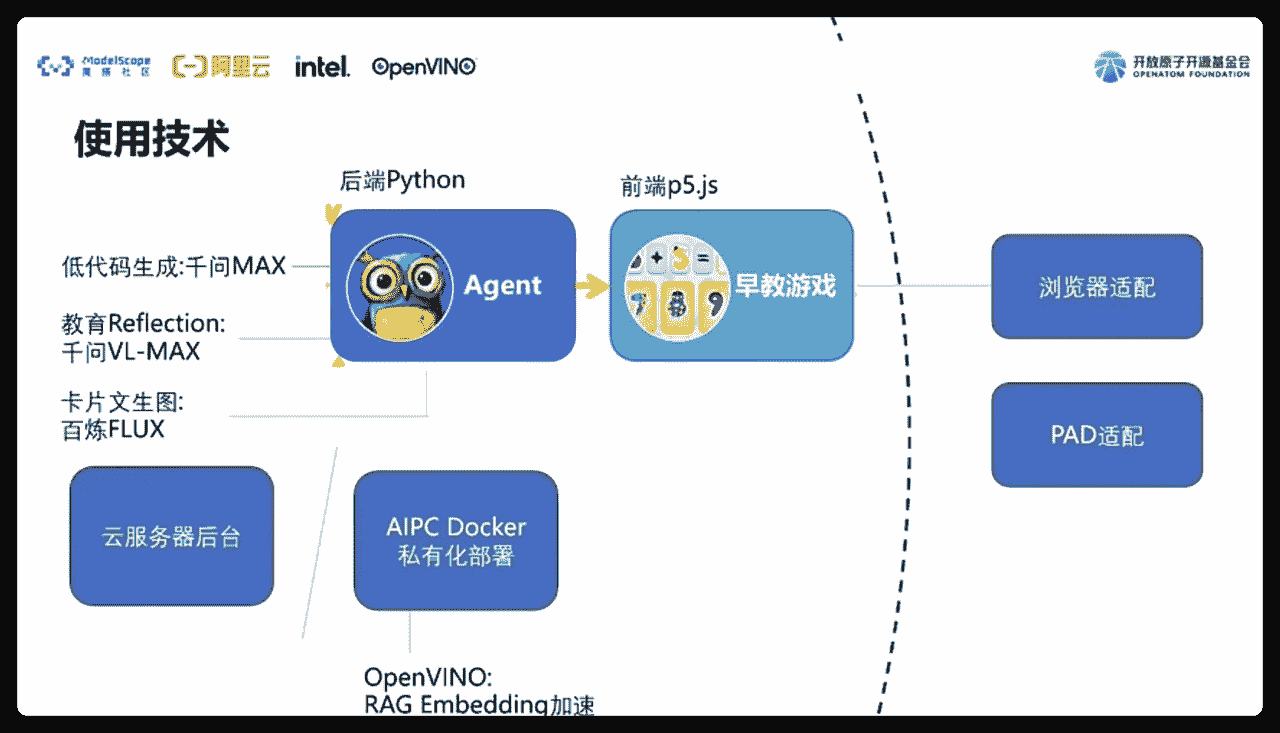 ModelScope
魔搭社区
阿里云
intel.
OpenVINO
开放原子开源基金会
OPENATOM FOUNDATION
使用技术
后端Python
前端p5.js
低代码生成:千问MAX
Agent
早教游戏
浏览器适配
教育Reflection:
千问VL-MAX
卡片文生图:
百炼FLUX
PAD适配
云服务器后台
AIPC Docker
私有化部署
OpenVINO:
RAG Embedding加速